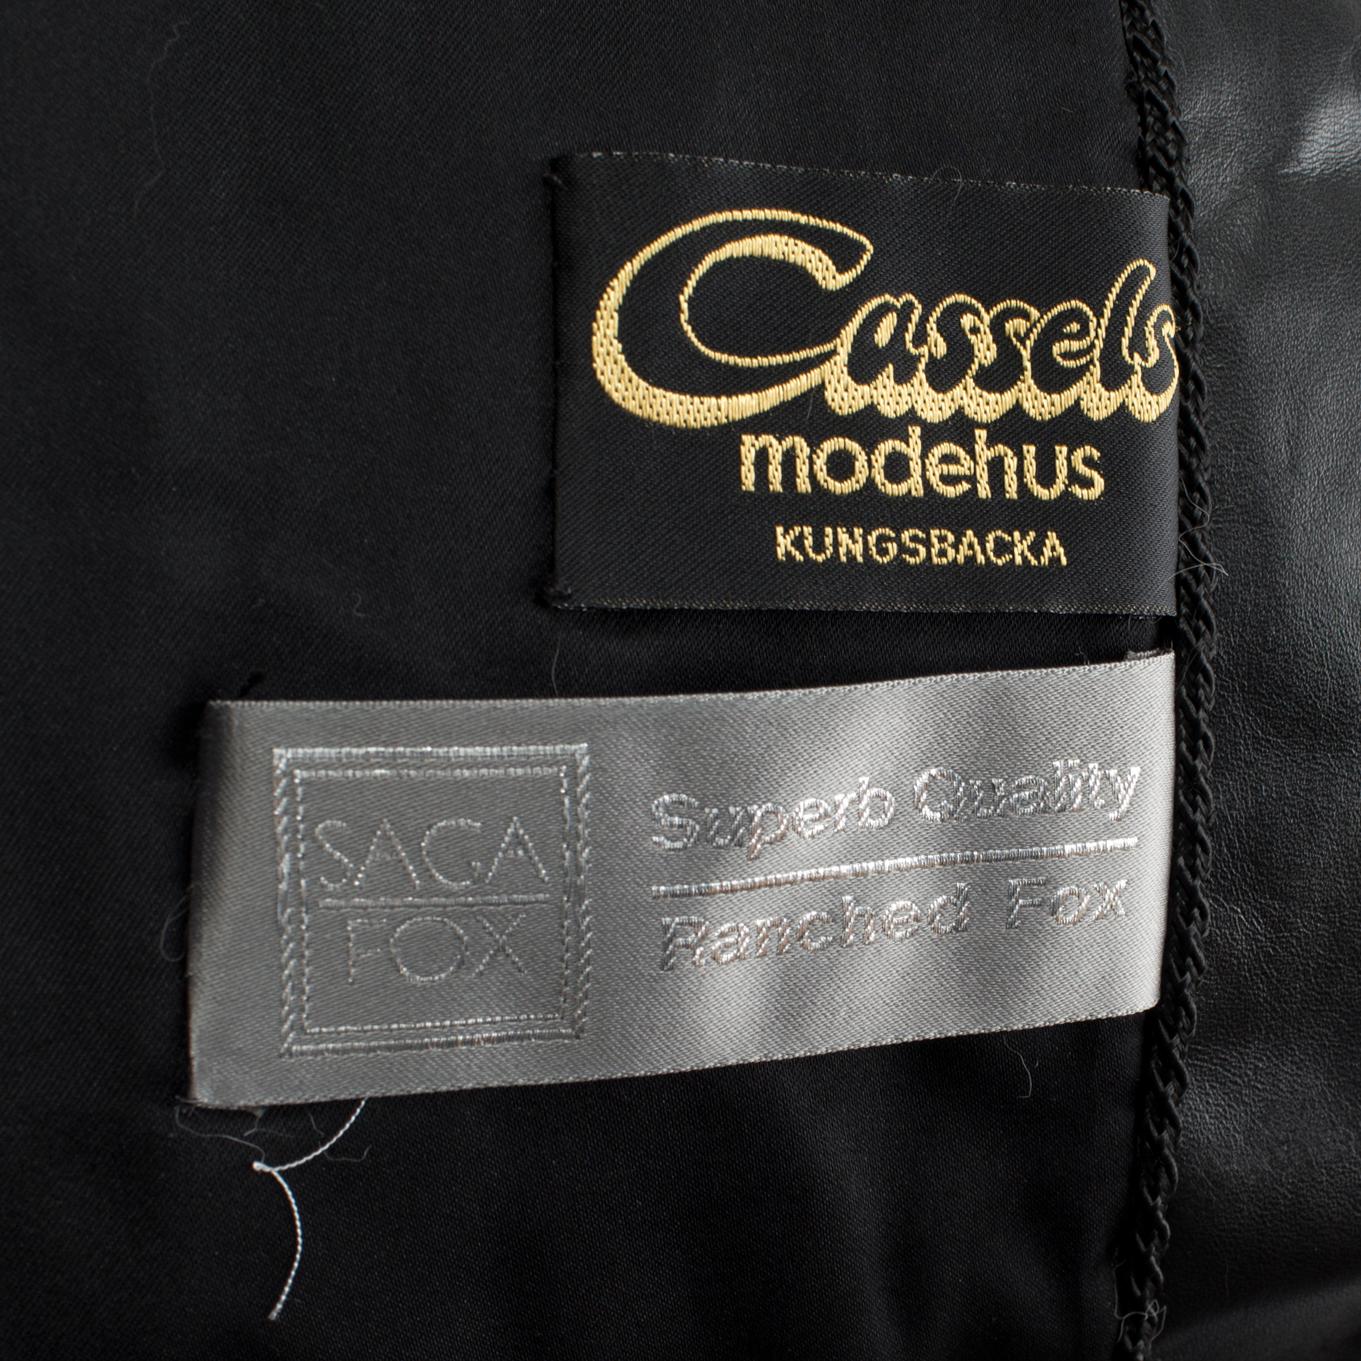 Cassels
modehus
KUNGSBACKA
SAGA
FOX
Superb Quality
Ranched Fox